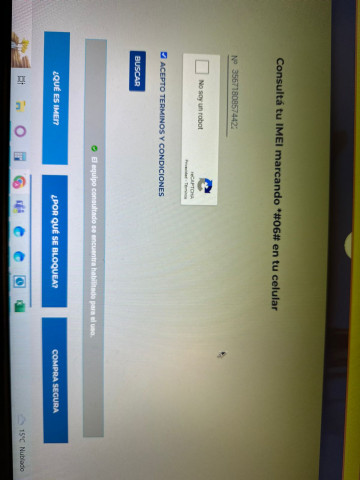 Consultá tu IMEI marcando *#06# en tu celular
Nº
No soy un robot
reCAPTCHA
Privacidad - Términos
ACEPTO TERMINOS Y CONDICIONES
BUSCAR
El equipo consultado se encuentra habilitado para el uso.
¿QUÉ ES IMEI?
¿POR QUÉ SE BLOQUEA?
COMPRA SEGURA
15°C Nublado